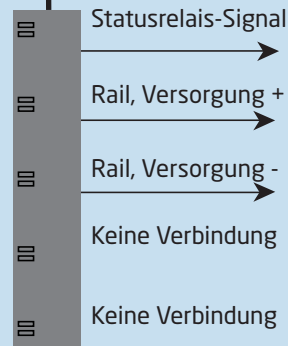 Statusrelais-Signal
Rail, Versorgung +
Rail, Versorgung -
Keine Verbindung
Keine Verbindung